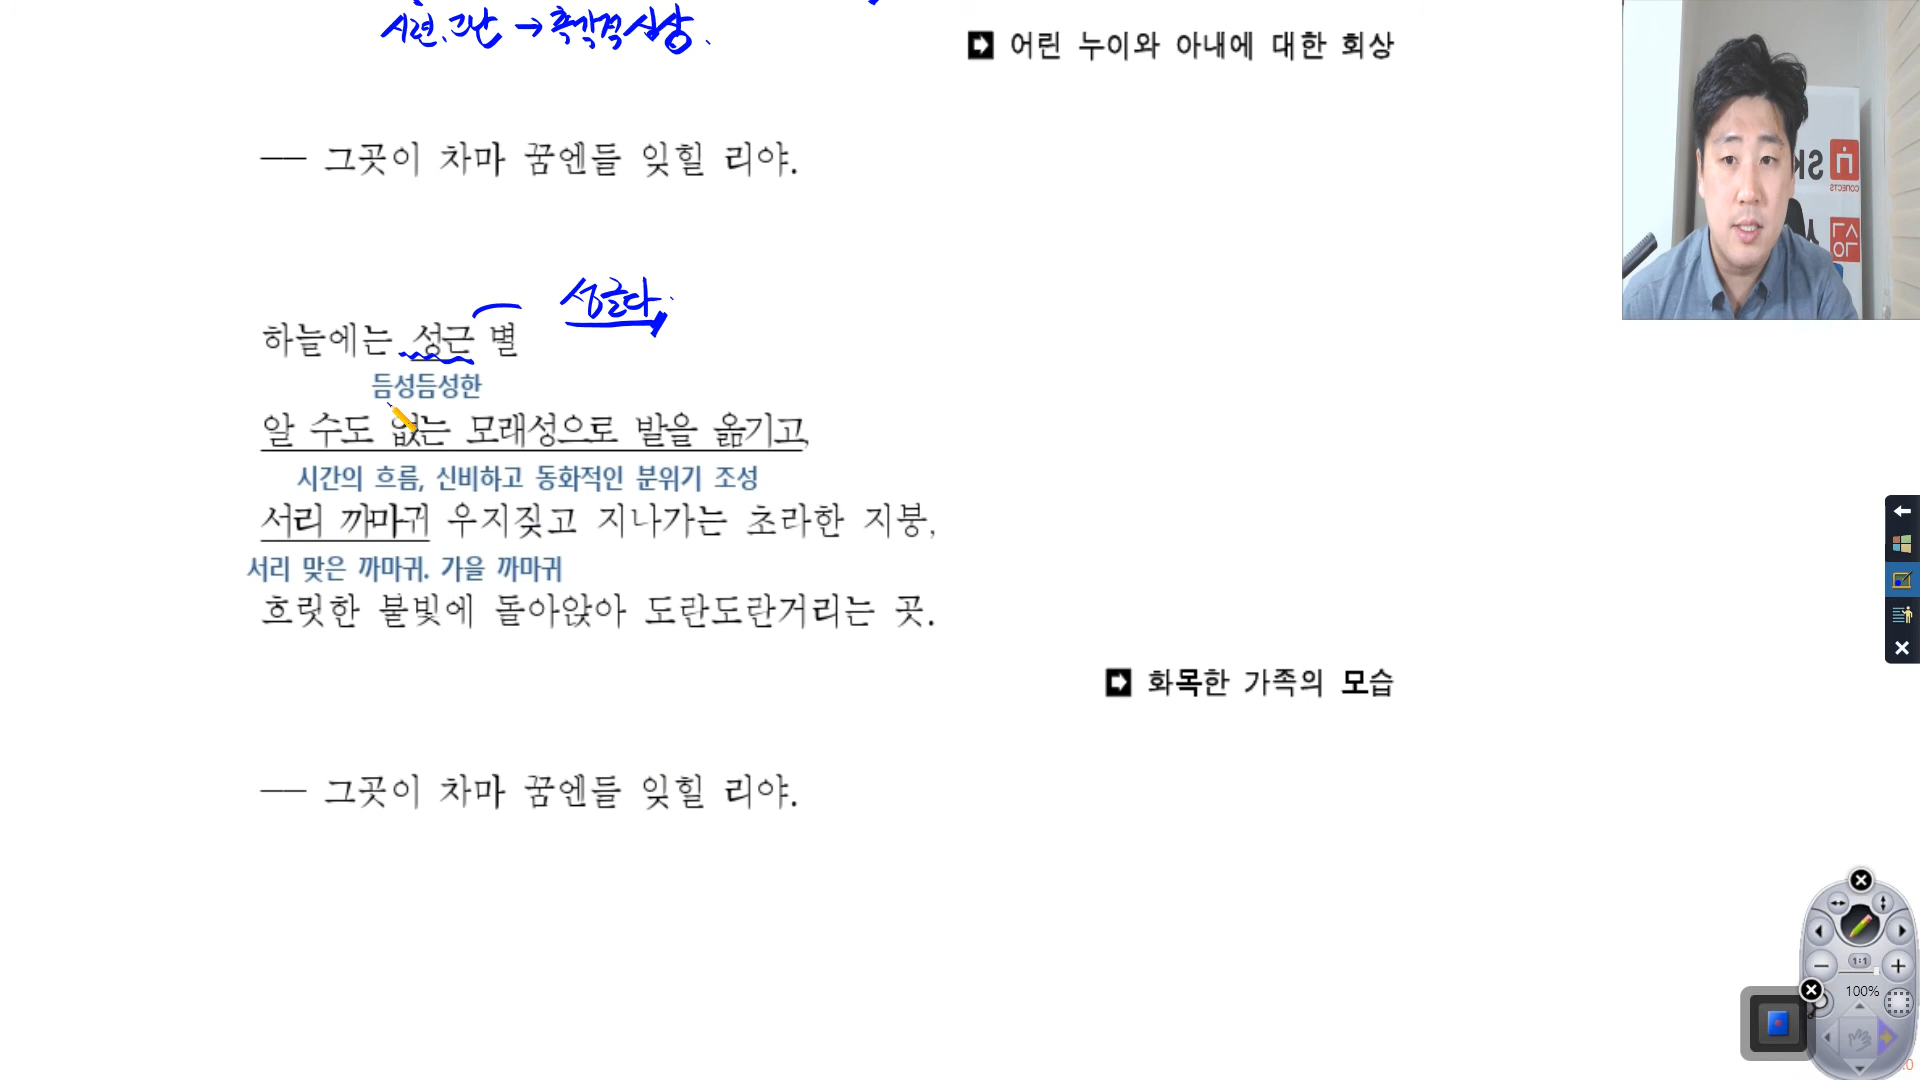 시련, 고난 → 촉각적 심상.
어린 누이와 아내에 대한 회상
── 그곳이 차마 꿈엔들 잊힐 리야.
성글다.
하늘에는 성근 별
듬성듬성한
알 수도 없는 모래성으로 발을 옮기고,
시간의 흐름, 신비하고 동화적인 분위기 조성
서리 까마귀 우지짖고 지나가는 초라한 지붕,
서리 맞은 까마귀. 가을 까마귀
흐릿한 불빛에 돌아앉아 도란도란거리는 곳.
화목한 가족의 모습
── 그곳이 차마 꿈엔들 잊힐 리야.
1:1
100%